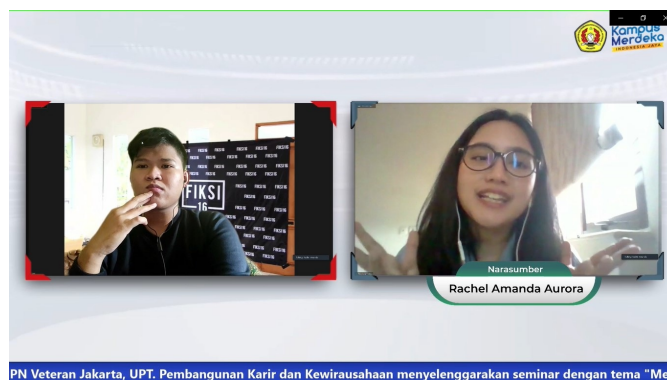 Kampus
Merdeka
INDONESIA JAYA
FIKSI
16
Narasumber
Rachel Amanda Aurora
PN Veteran Jakarta, UPT. Pembangunan Karir dan Kewirausahaan menyelenggarakan seminar dengan tema "Me